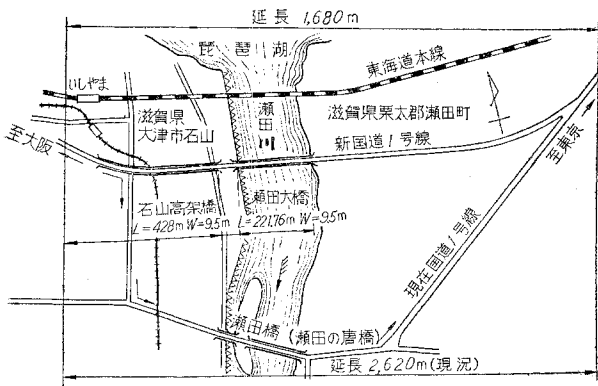 延長 1,680m
琵琶湖
東海道本線
いしやま
滋賀県
大津市石山
瀬田川
滋賀県栗太郡瀬田町
新国道1号線
至大阪
至東京
石山高架橋
L=428m W=9.5m
瀬田大橋
L=221.76m W=9.5m
現在国道1号線
瀬田橋(瀬田の唐橋)
延長 2,620m(現況)